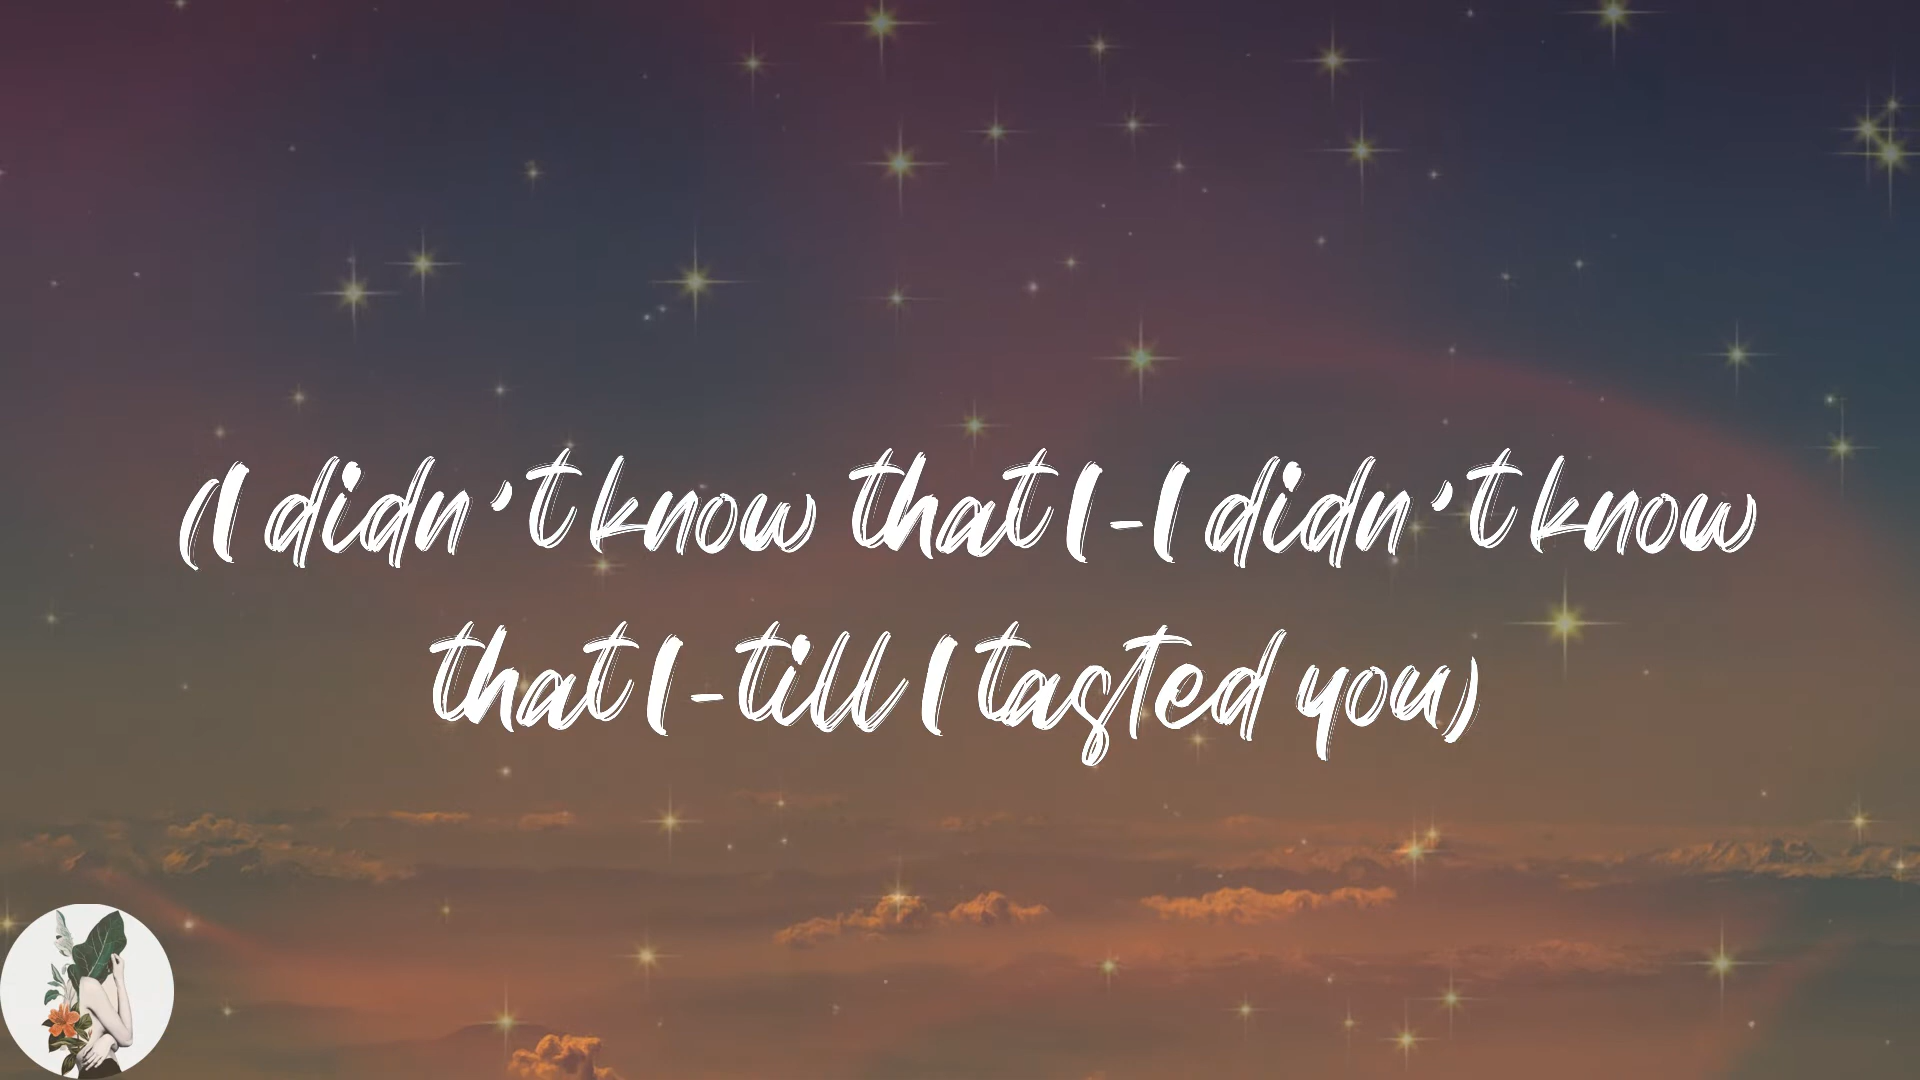 (I didn't know that I - I didn't know
that I - till I tasted you)